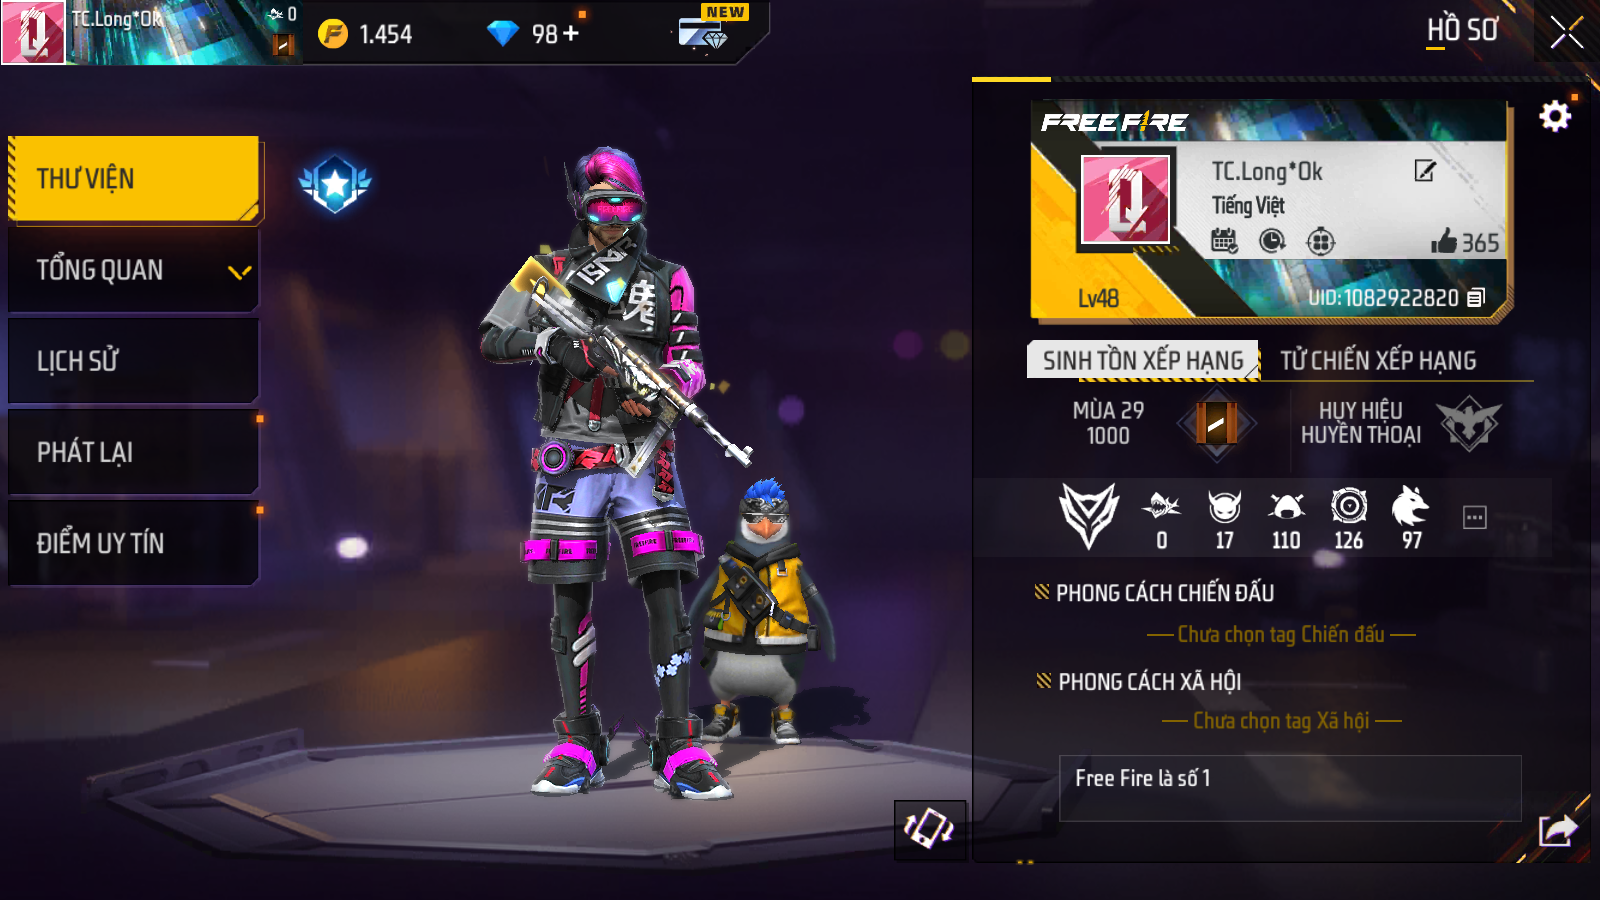 TC.Long*Ok
0
1.454
98+
NEW
HỒ SƠ
THƯ VIỆN
TỔNG QUAN
LỊCH SỬ
PHÁT LẠI
ĐIỂM UY TÍN
FREE FIRE
TC.Long*Ok
Tiếng Việt
365
Lv48
UID:1082922820
SINH TỒN XẾP HẠNG
TỬ CHIẾN XẾP HẠNG
MÙA 29
1000
HUY HIỆU
HUYỀN THOẠI
0 17 110 126 97
PHONG CÁCH CHIẾN ĐẤU
Chưa chọn tag Chiến đấu
PHONG CÁCH XÃ HỘI
Chưa chọn tag Xã hội
Free Fire là số 1